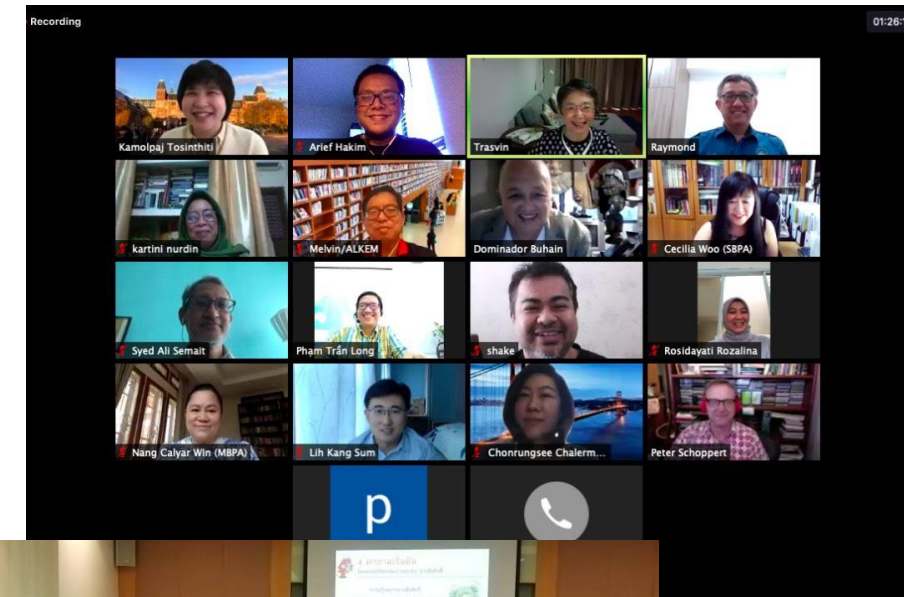 Recording
01:26:
Kamolpaj Tosinthiti
Arief Hakim
Trasvin
Raymond
kartini nurdin
Melvin/ALKEM
Dominador Buhain
Cecilia Woo (SBPA)
Syed Ali Semait
Phạm Trần Long
shake
Rosidayati Rozalina
Nang Calyar Win (MBPA)
Lih Kang Sum
Chonrungsee Chalerm...
Peter Schoppert
p